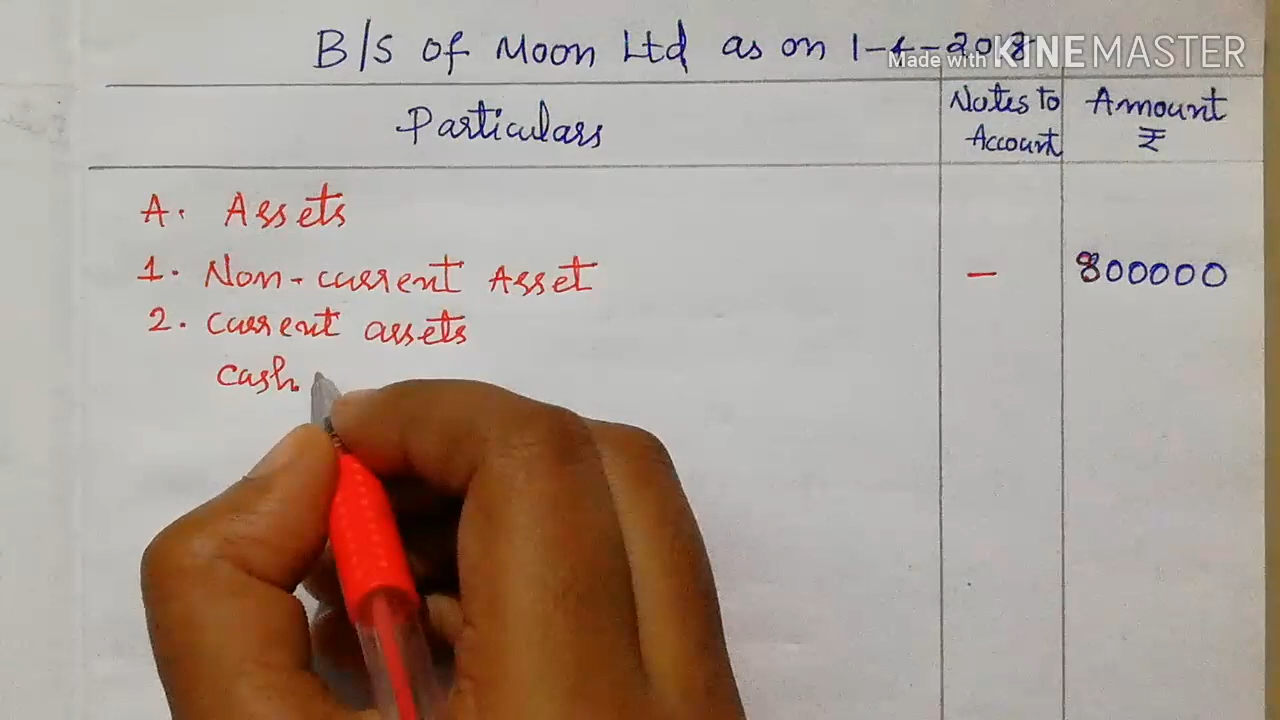 B/S of Moon Ltd as on 1-4-2018
Made with KINEMASTER
Particulars
Notes to Account
Amount ₹
A. Assets
1. Non-current Asset - 800000
2. Current assets
Cash